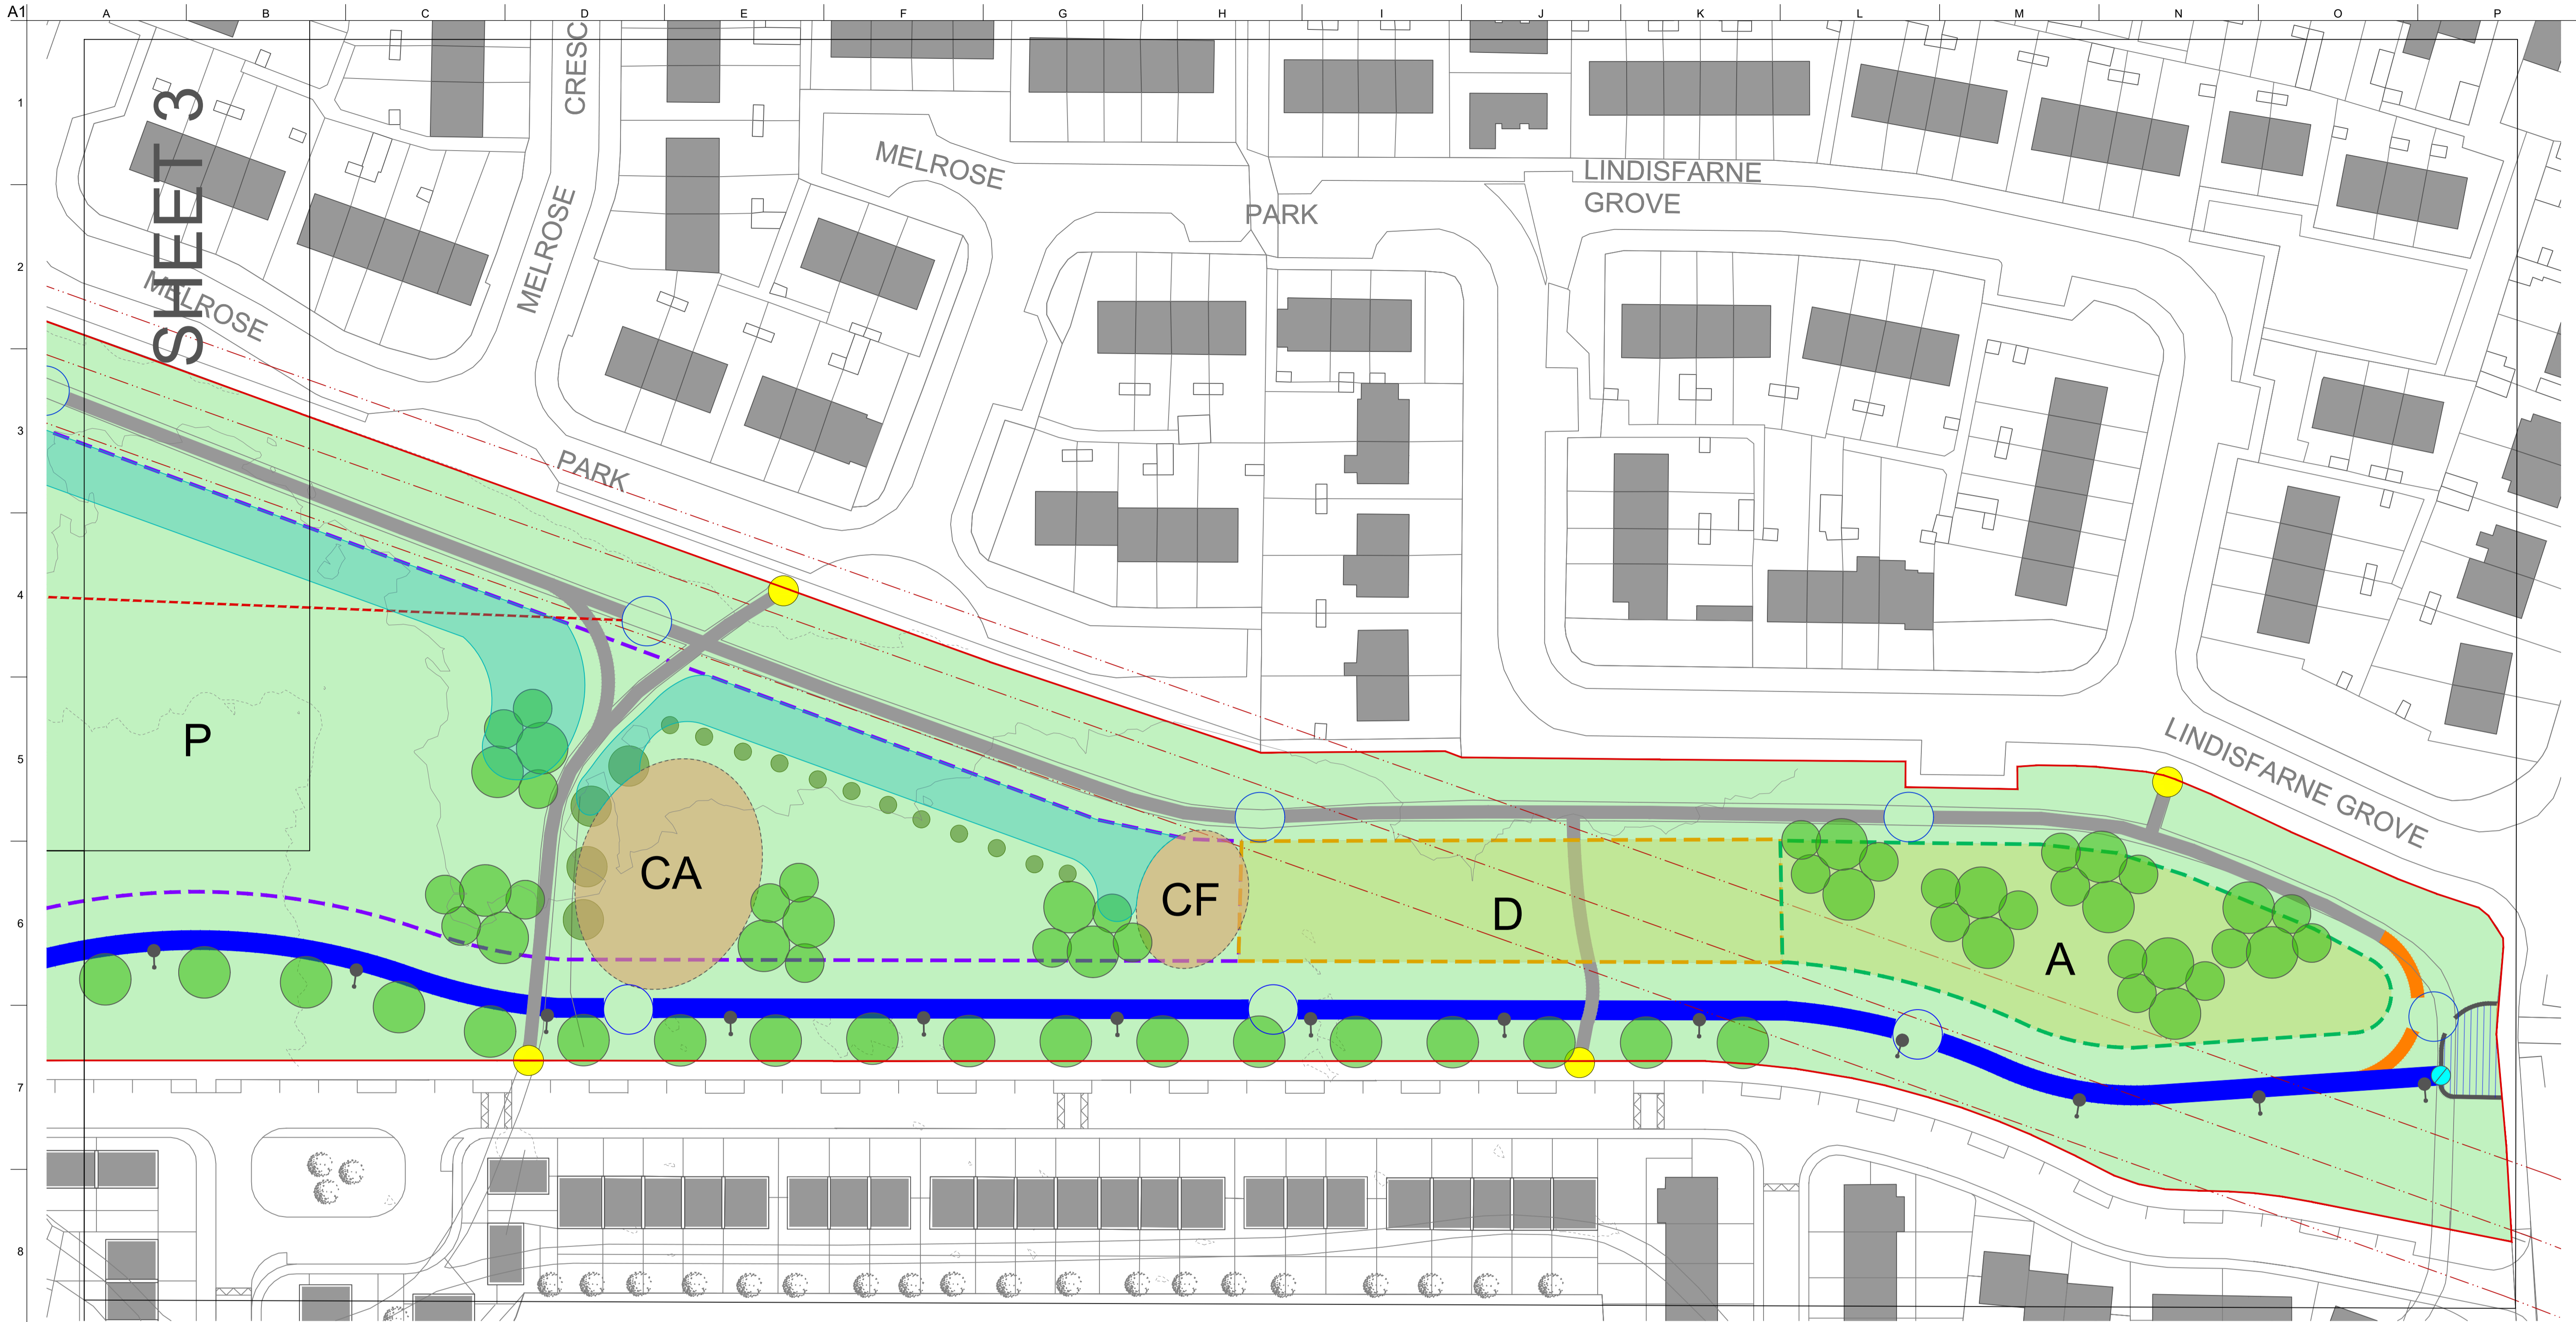 A1 A B C D E F G H I J K L M N O P
1
2
3
4
5
6
7
8
SHEET 3
CRESC
MELROSE
MELROSE
MELROSE
PARK
LINDISFARNE
GROVE
PARK
LINDISFARNE GROVE
P
CA
CF
D
A